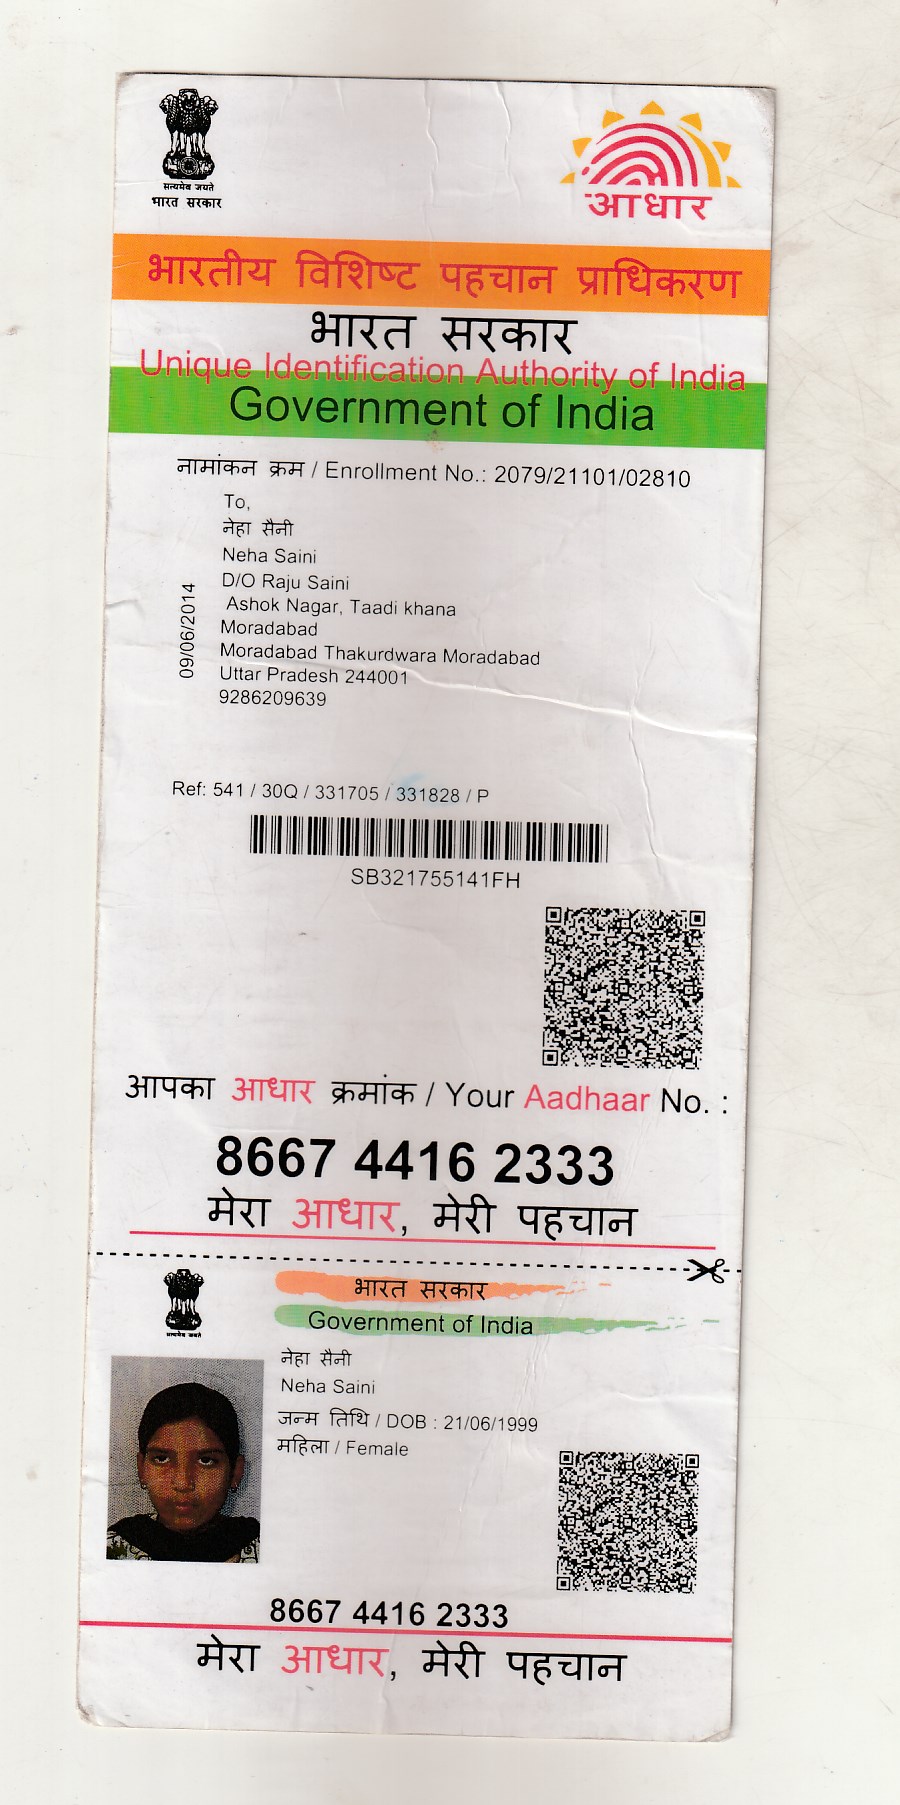 सत्यमेव जयते
भारत सरकार
आधार
भारतीय विशिष्ट पहचान प्राधिकरण
भारत सरकार
Unique Identification Authority of India
Government of India
नामांकन क्रम / Enrollment No.: 2079/21101/02810
To,
नेहा सैनी
Neha Saini
D/O Raju Saini
Ashok Nagar, Taadi khana
Moradabad
Moradabad Thakurdwara Moradabad
Uttar Pradesh 244001
9286209639
09/06/2014
Ref: 541 / 30Q / 331705 / 331828 / P
SB321755141FH
आपका आधार क्रमांक / Your Aadhaar No. :
8667 4416 2333
मेरा आधार, मेरी पहचान
सत्यमेव जयते
भारत सरकार
Government of India
नेहा सैनी
Neha Saini
जन्म तिथि / DOB : 21/06/1999
महिला / Female
8667 4416 2333
मेरा आधार, मेरी पहचान